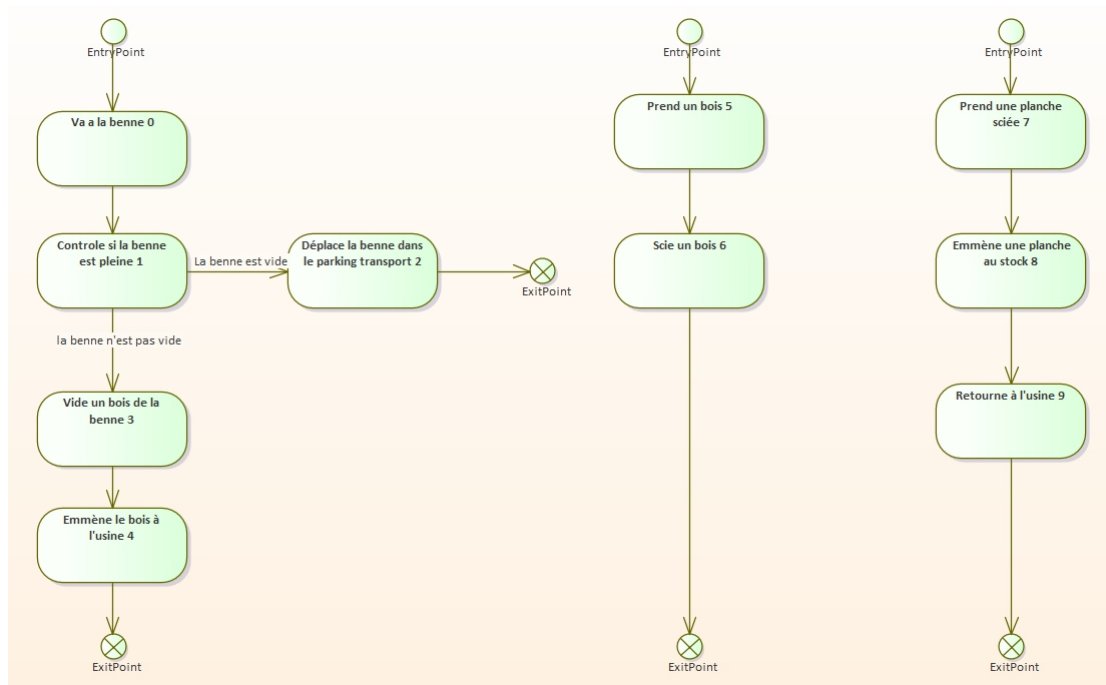 EntryPoint
Va a la benne 0
Controle si la benne
est pleine 1
La benne est vide
Déplace la benne dans
le parking transport 2
ExitPoint
la benne n'est pas vide
Vide un bois de la
benne 3
Emmène le bois à
l'usine 4
ExitPoint
EntryPoint
Prend un bois 5
Scie un bois 6
ExitPoint
EntryPoint
Prend une planche
sciée 7
Emmène une planche
au stock 8
Retourne à l'usine 9
ExitPoint